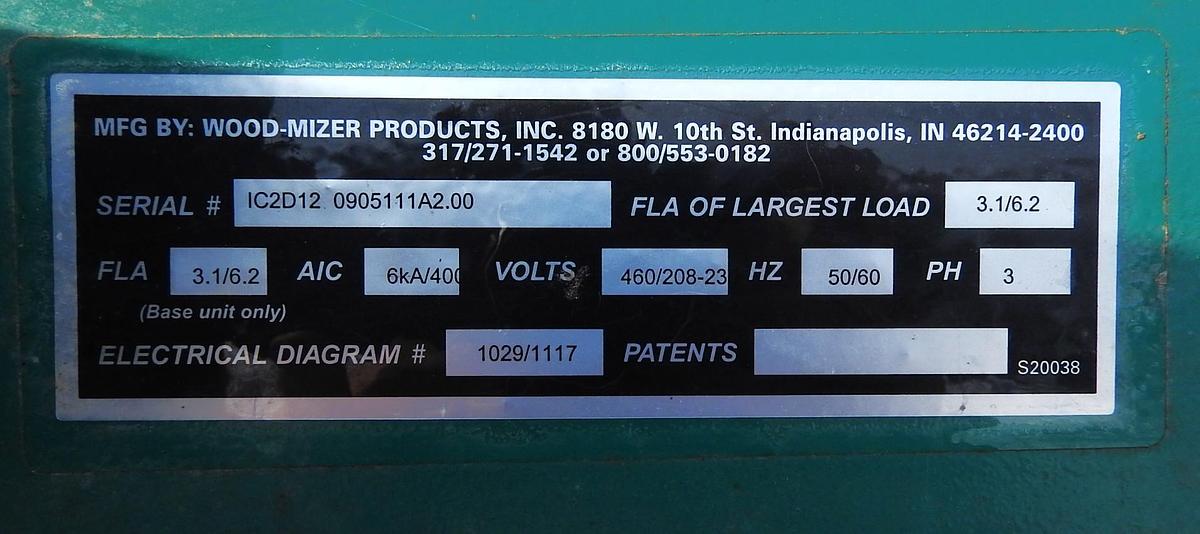 MFG BY: WOOD-MIZER PRODUCTS, INC. 8180 W. 10th St. Indianapolis, IN 46214-2400
317/271-1542 or 800/553-0182
SERIAL # IC2D12 0905111A2.00 FLA OF LARGEST LOAD 3.1/6.2
FLA 3.1/6.2 AIC 6kA/400 VOLTS 460/208-23 HZ 50/60 PH 3
(Base unit only)
ELECTRICAL DIAGRAM # 1029/1117 PATENTS
S20038